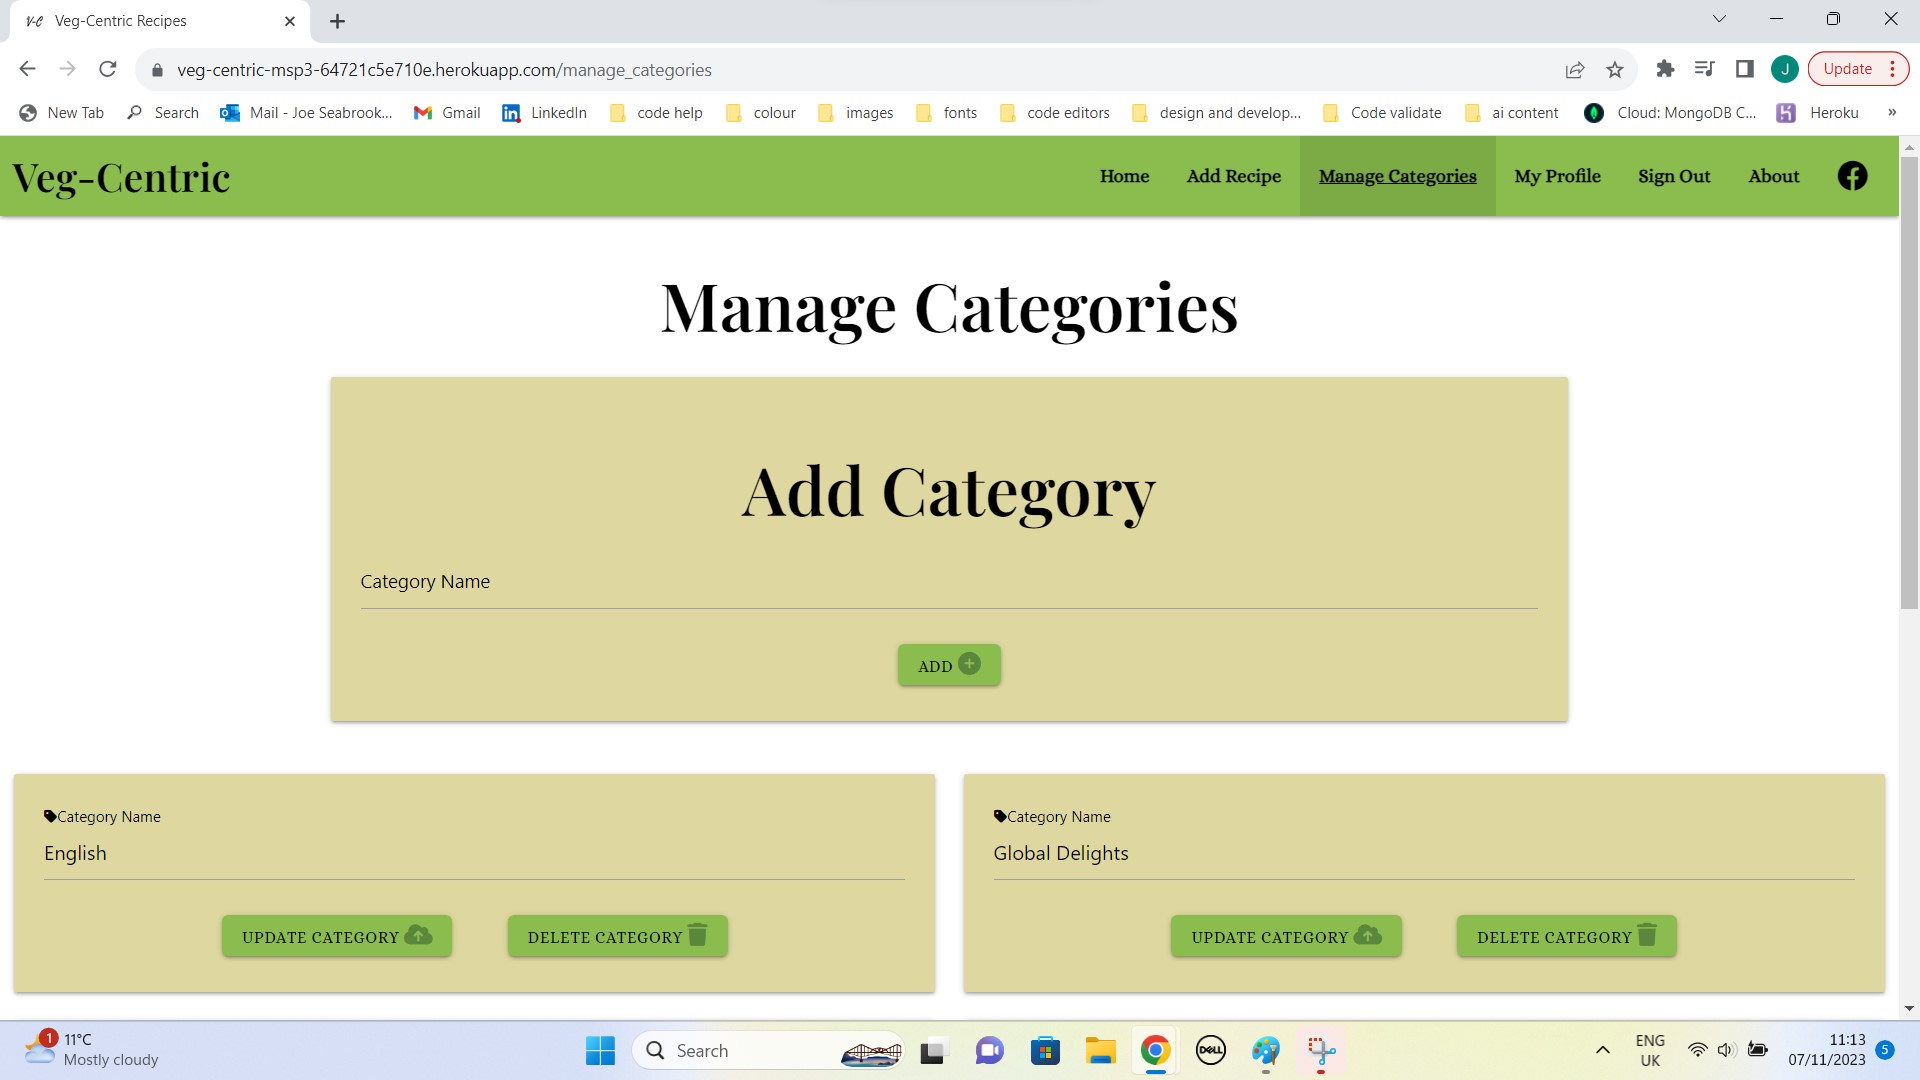 V-C Veg-Centric Recipes
veg-centric-msp3-64721c5e710e.herokuapp.com/manage_categories
J Update
New Tab Search Mail - Joe Seabrook... Gmail in LinkedIn code help colour images fonts code editors design and develop... Code validate ai content Cloud: MongoDB C... Heroku »
Veg-Centric Home Add Recipe Manage Categories My Profile Sign Out About
Manage Categories
Add Category
Category Name
ADD
Category Name
English
UPDATE CATEGORY DELETE CATEGORY
Category Name
Global Delights
UPDATE CATEGORY DELETE CATEGORY
1 11°C
Mostly cloudy
Search
DELL
ENG
UK
11:13
07/11/2023
5